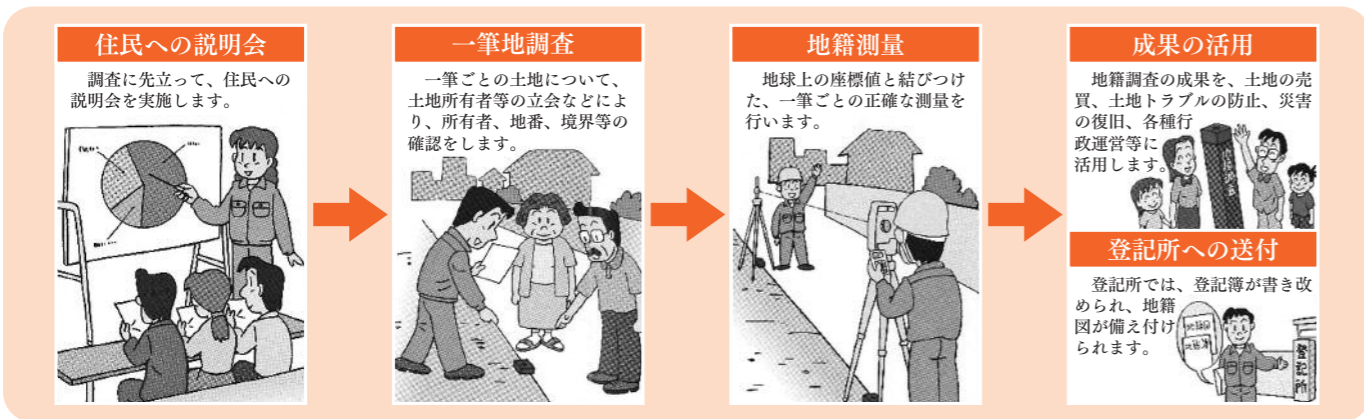 住民への説明会
調査に先立って、住民への
説明会を実施します。
一筆地調査
一筆ごとの土地について、
土地所有者等の立会などによ
り、所有者、地番、境界等の
確認をします。
地籍測量
地球上の座標値と結びつけ
た、一筆ごとの正確な測量を
行います。
成果の活用
地籍調査の成果を、土地の売
買、土地トラブルの防止、災害
の復旧、各種行
政運営等に
活用します。
登記所への送付
登記所では、登記簿が書き改
められ、地籍
図が備え付け
られます。
地籍図
地籍簿
登記所